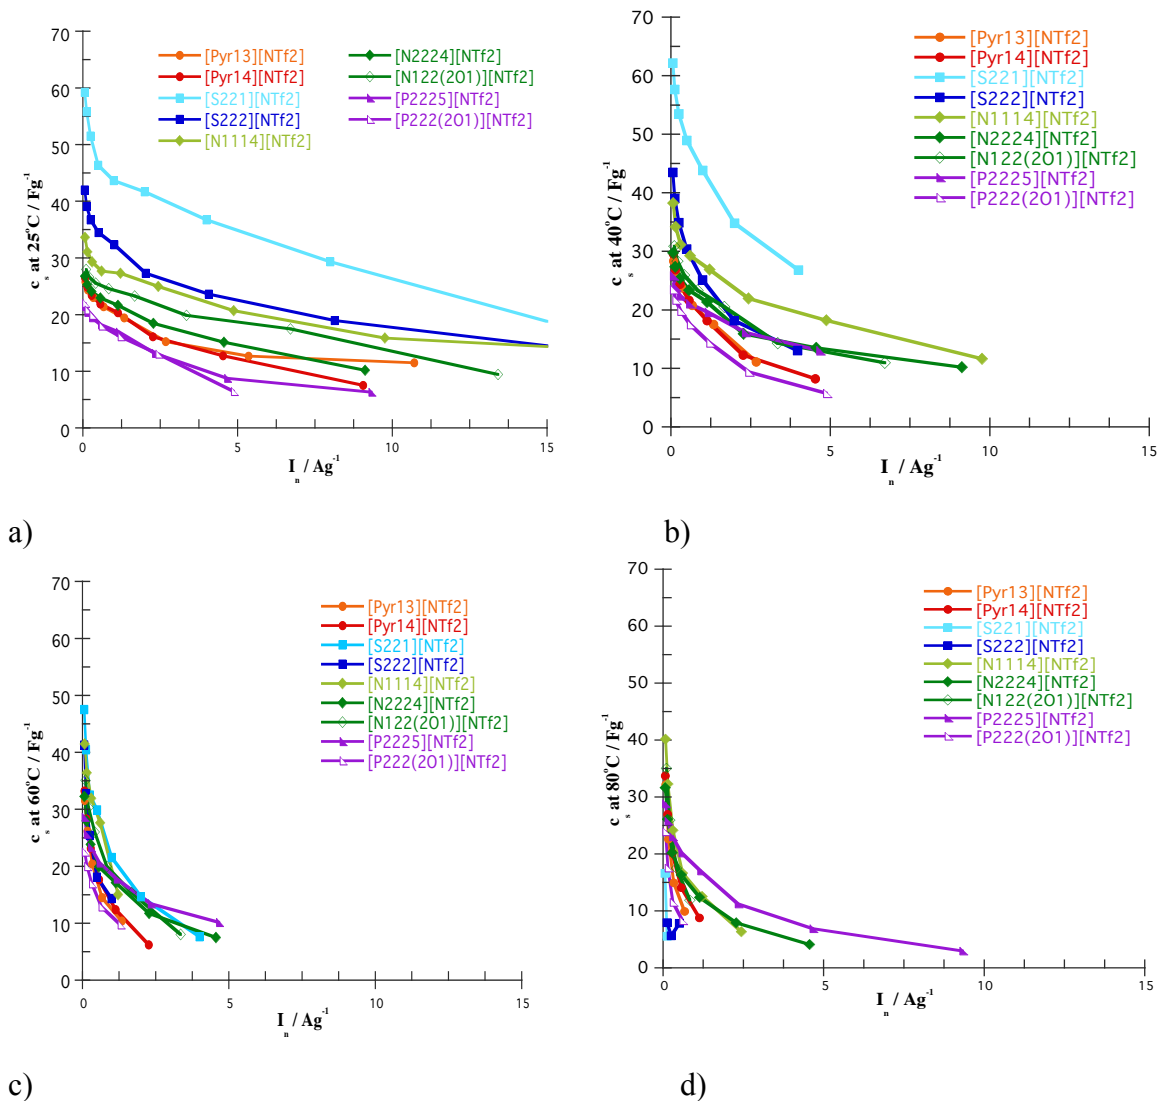 70
60
50
40
30
20
10
0
c s at 25°C / Fg-1
[Pyr13][NTf2]
[Pyr14][NTf2]
[S221][NTf2]
[S222][NTf2]
[N1114][NTf2]
[N2224][NTf2]
[N122(2O1)][NTf2]
[P2225][NTf2]
[P222(2O1)][NTf2]
0 5 10 15
I n / Ag-1
a)
70
60
50
40
30
20
10
0
c s at 40°C / Fg-1
[Pyr13][NTf2]
[Pyr14][NTf2]
[S221][NTf2]
[S222][NTf2]
[N1114][NTf2]
[N2224][NTf2]
[N122(2O1)][NTf2]
[P2225][NTf2]
[P222(2O1)][NTf2]
0 5 10 15
I n / Ag-1
b)
70
60
50
40
30
20
10
0
c s at 60°C / Fg-1
[Pyr13][NTf2]
[Pyr14][NTf2]
[S221][NTf2]
[S222][NTf2]
[N1114][NTf2]
[N2224][NTf2]
[N122(2O1)][NTf2]
[P2225][NTf2]
[P222(2O1)][NTf2]
0 5 10 15
I n / Ag-1
c)
70
60
50
40
30
20
10
0
c s at 80°C / Fg-1
[Pyr13][NTf2]
[Pyr14][NTf2]
[S221][NTf2]
[S222][NTf2]
[N1114][NTf2]
[N2224][NTf2]
[N122(2O1)][NTf2]
[P2225][NTf2]
[P222(2O1)][NTf2]
0 5 10 15
I n / Ag-1
d)